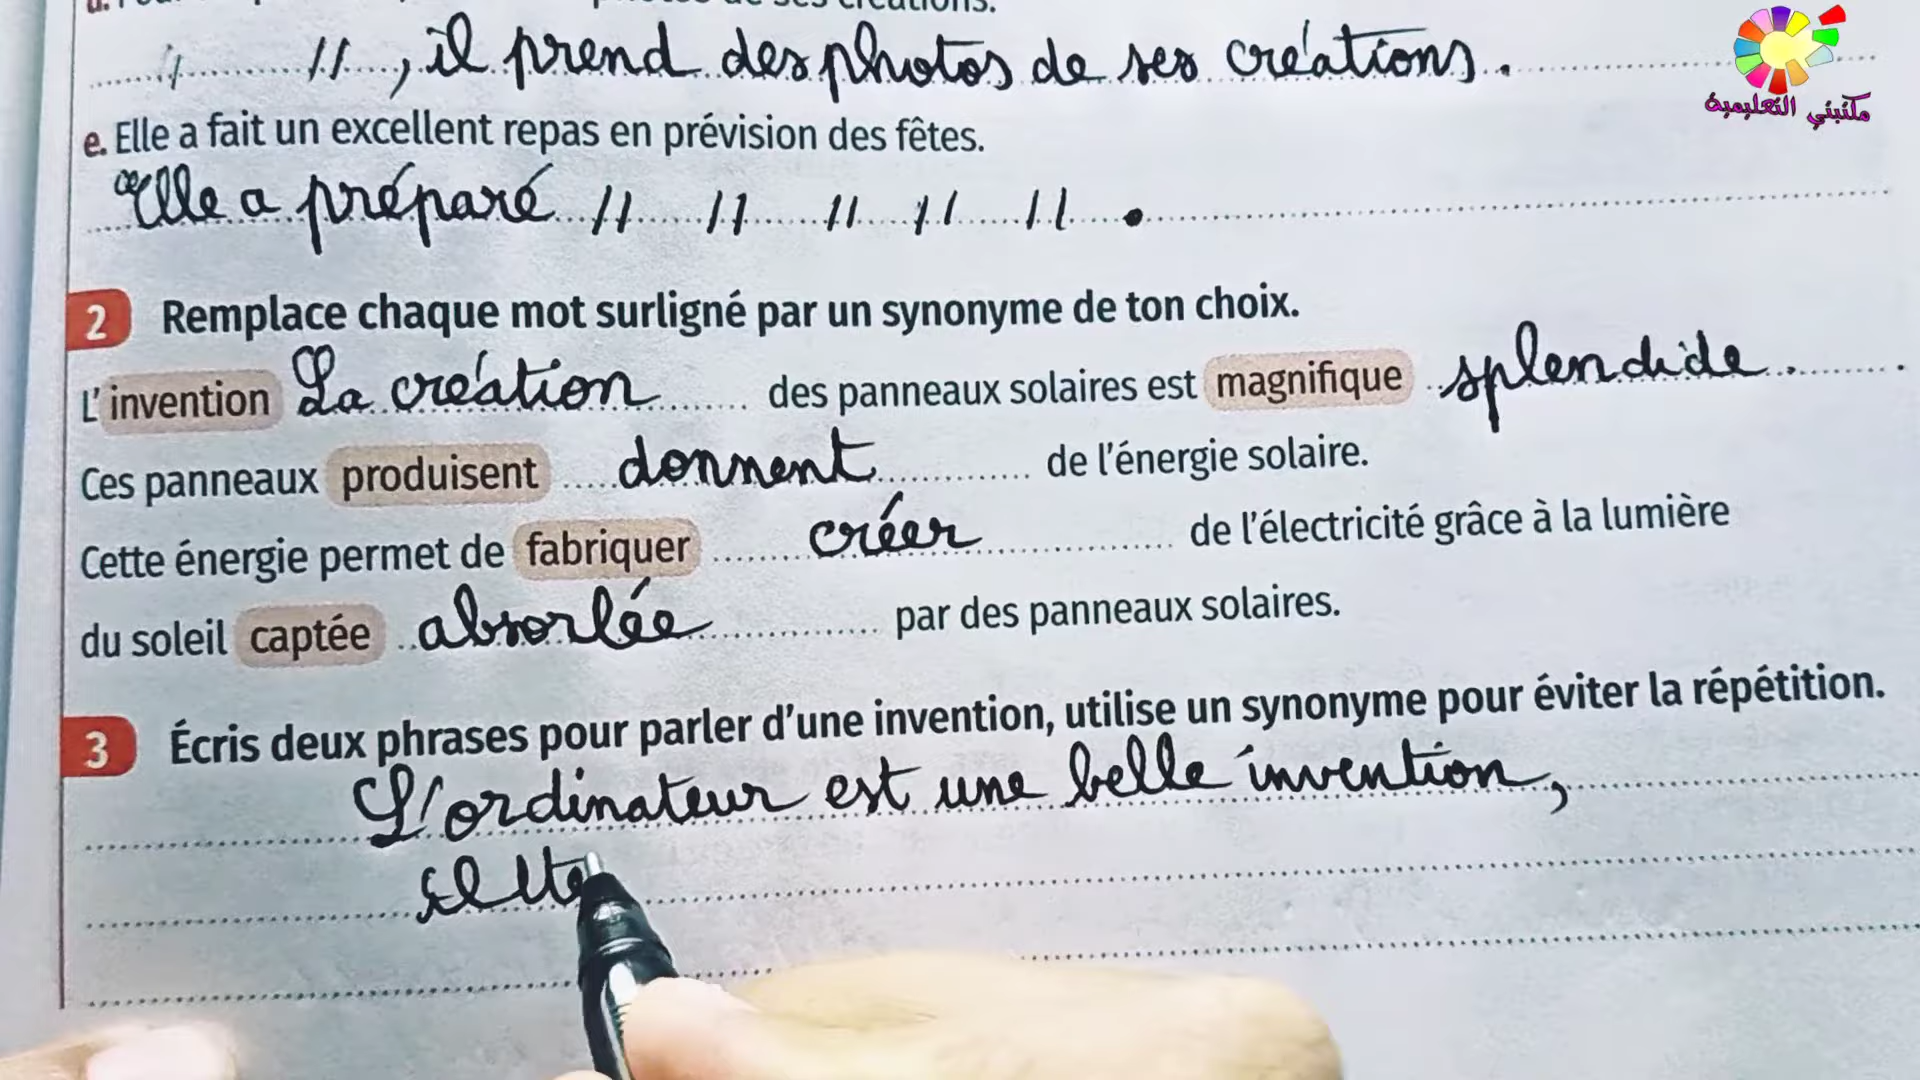 // // , il prend des photos de ses créations.
مكتبتي التعليمية
e. Elle a fait un excellent repas en prévision des fêtes.
Elle a préparé // // // // // .
2 Remplace chaque mot surligné par un synonyme de ton choix.
L'invention La création des panneaux solaires est magnifique splendide .
Ces panneaux produisent donnent de l'énergie solaire.
Cette énergie permet de fabriquer créer de l'électricité grâce à la lumière
du soleil captée absorbée par des panneaux solaires.
3 Écris deux phrases pour parler d'une invention, utilise un synonyme pour éviter la répétition.
L'ordinateur est une belle invention,